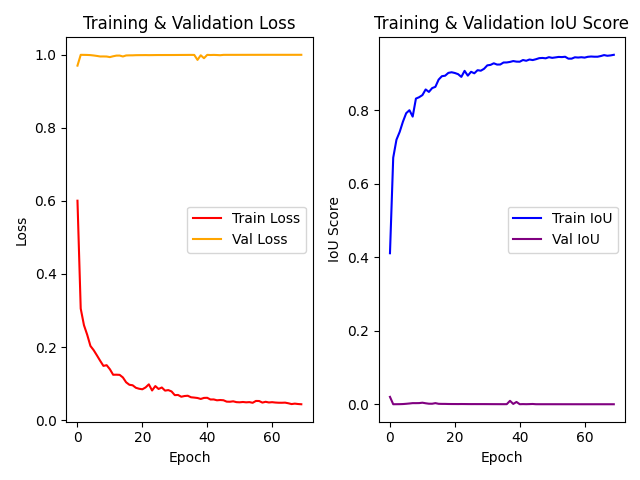 Training & Validation Loss
1.0
0.8
0.6
0.4
0.2
0.0
Loss
0
20
40
60
Epoch
Train Loss
Val Loss
Training & Validation IoU Score
0.8
0.6
0.4
0.2
0.0
IoU Score
0
20
40
60
Epoch
Train IoU
Val IoU